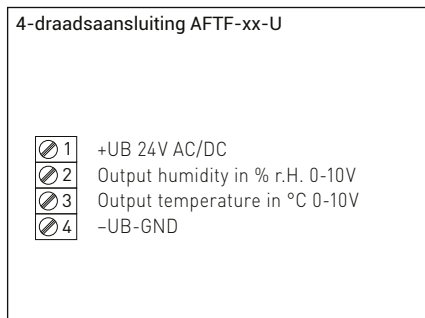 4-draadsaansluiting AFTF-xx-U
1 +UB 24V AC/DC
2 Output humidity in % r.H. 0-10V
3 Output temperature in °C 0-10V
4 –UB-GND